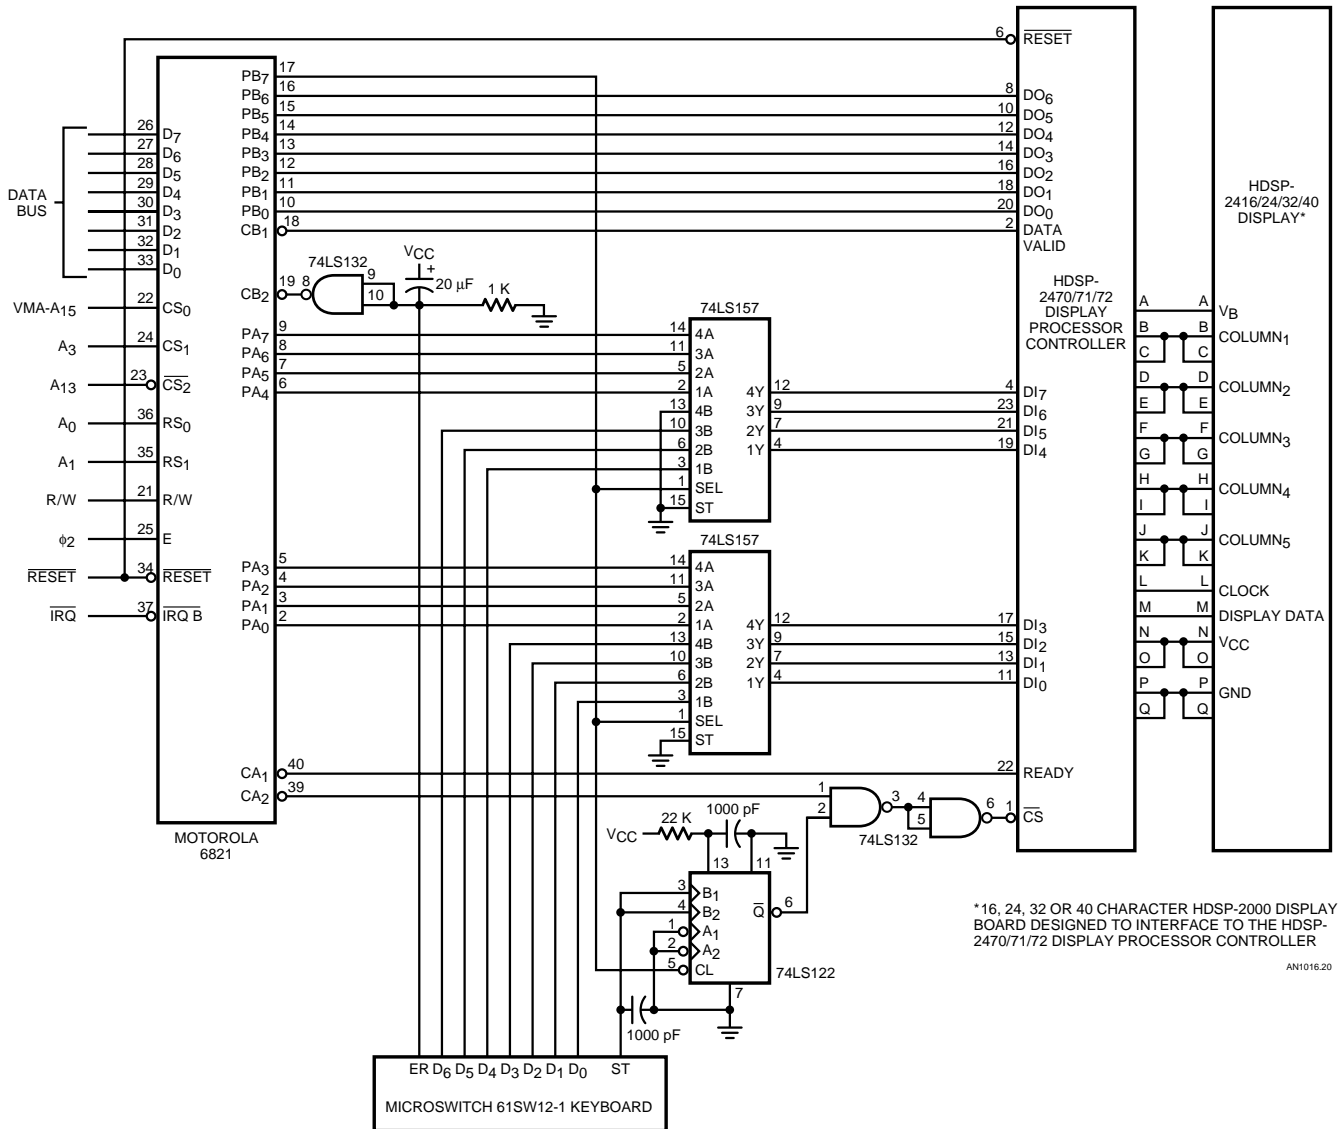 6 RESET
17
PB7
16
PB6
15
PB5
14
PB4
13
PB3
12
PB2
11
PB1
10
PB0
18
CB1
8 DO6
10 DO5
12 DO4
14 DO3
16 DO2
18 DO1
20 DO0
2 DATA
VALID
DATA
BUS
26 D7
27 D6
28 D5
29 D4
30 D3
31 D2
32 D1
33 D0
VMA-A15 22 CS0
A3 24 CS1
A13 23 CS2
A0 36 RS0
A1 35 RS1
R/W 21 R/W
ϕ2 25 E
RESET 34 RESET
IRQ 37 IRQ B
CB2 19 8
74LS132
9
10
VCC
+
20 µF
1 K
PA7 9
PA6 8
PA5 7
PA4 6
PA3 5
PA2 4
PA1 3
PA0 2
CA1 40
CA2 39
MOTOROLA
6821
74LS157
14 4A
11 3A
5 2A
2 1A
13 4B
10 3B
6 2B
3 1B
1 SEL
15 ST
4Y 12
3Y 9
2Y 7
1Y 4
4 DI7
23 DI6
21 DI5
19 DI4
74LS157
14 4A
11 3A
5 2A
2 1A
13 4B
10 3B
6 2B
3 1B
1 SEL
15 ST
4Y 12
3Y 9
2Y 7
1Y 4
17 DI3
15 DI2
13 DI1
11 DI0
22 READY
1 CS
HDSP-
2470/71/72
DISPLAY
PROCESSOR
CONTROLLER
HDSP-
2416/24/32/40
DISPLAY*
A A VB
B B COLUMN1
C C
D D COLUMN2
E E
F F COLUMN3
G G
H H COLUMN4
I I
J J COLUMN5
K K
L L CLOCK
M M DISPLAY DATA
N N VCC
O O
P P GND
Q Q
1
2
3
4
5
6
74LS132
VCC
22 K
1000 pF
13
11
3 B1
4 B2
1 A1
2 A2
5 CL
Q 6
7
74LS122
1000 pF
ER D6 D5 D4 D3 D2 D1 D0 ST
MICROSWITCH 61SW12-1 KEYBOARD
*16, 24, 32 OR 40 CHARACTER HDSP-2000 DISPLAY
BOARD DESIGNED TO INTERFACE TO THE HDSP-
2470/71/72 DISPLAY PROCESSOR CONTROLLER
AN1016.20